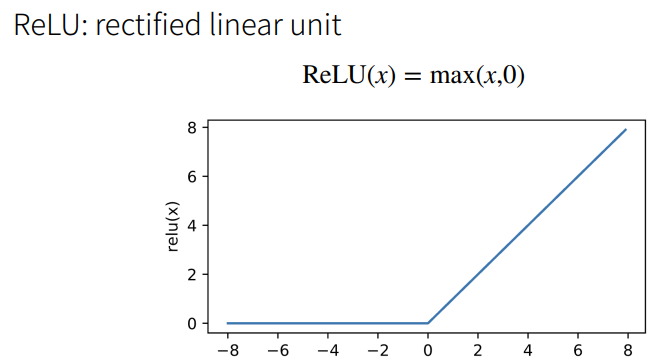 ReLU: rectified linear unit
ReLU(x) = max(x,0)
8
6
4
2
0
relu(x)
−8 −6 −4 −2 0 2 4 6 8